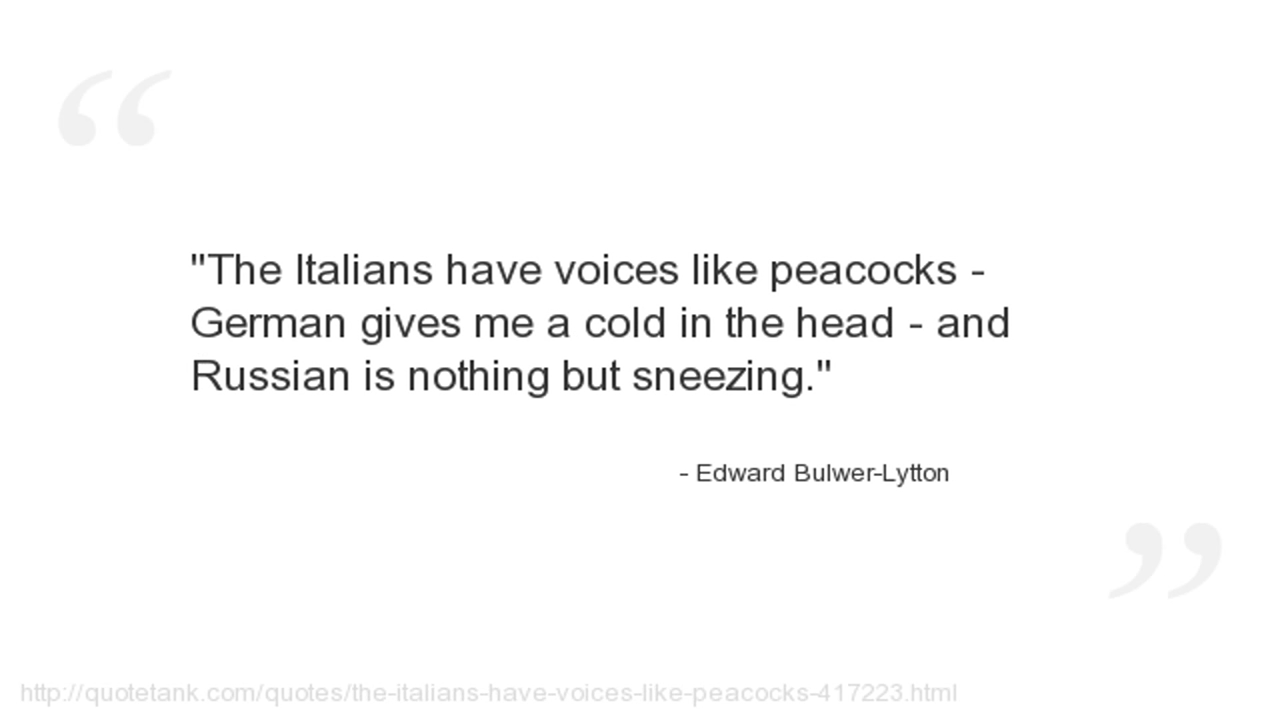 "The Italians have voices like peacocks -
German gives me a cold in the head - and
Russian is nothing but sneezing."
- Edward Bulwer-Lytton
http://quotetank.com/quotes/the-italians-have-voices-like-peacocks-417223.html